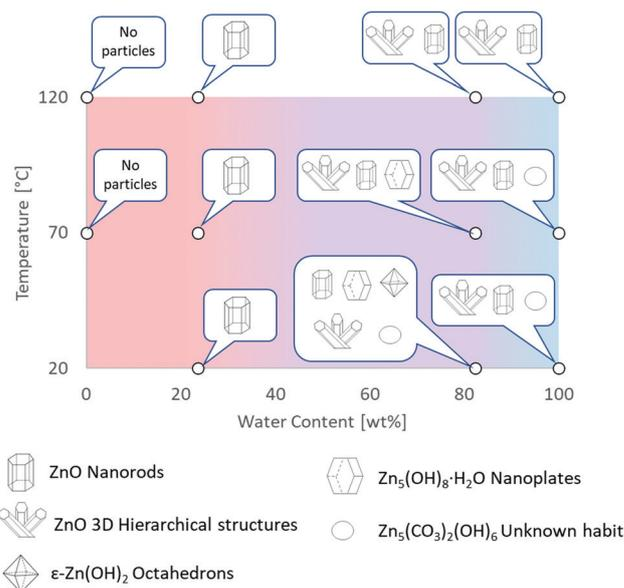 No
particles
120
No
particles
70
Temperature [°C]
20
0 20 40 60 80 100
Water Content [wt%]
ZnO Nanorods
Zn₅(OH)₈·H₂O Nanoplates
ZnO 3D Hierarchical structures
Zn₅(CO₃)₂(OH)₆ Unknown habit
ε-Zn(OH)₂ Octahedrons